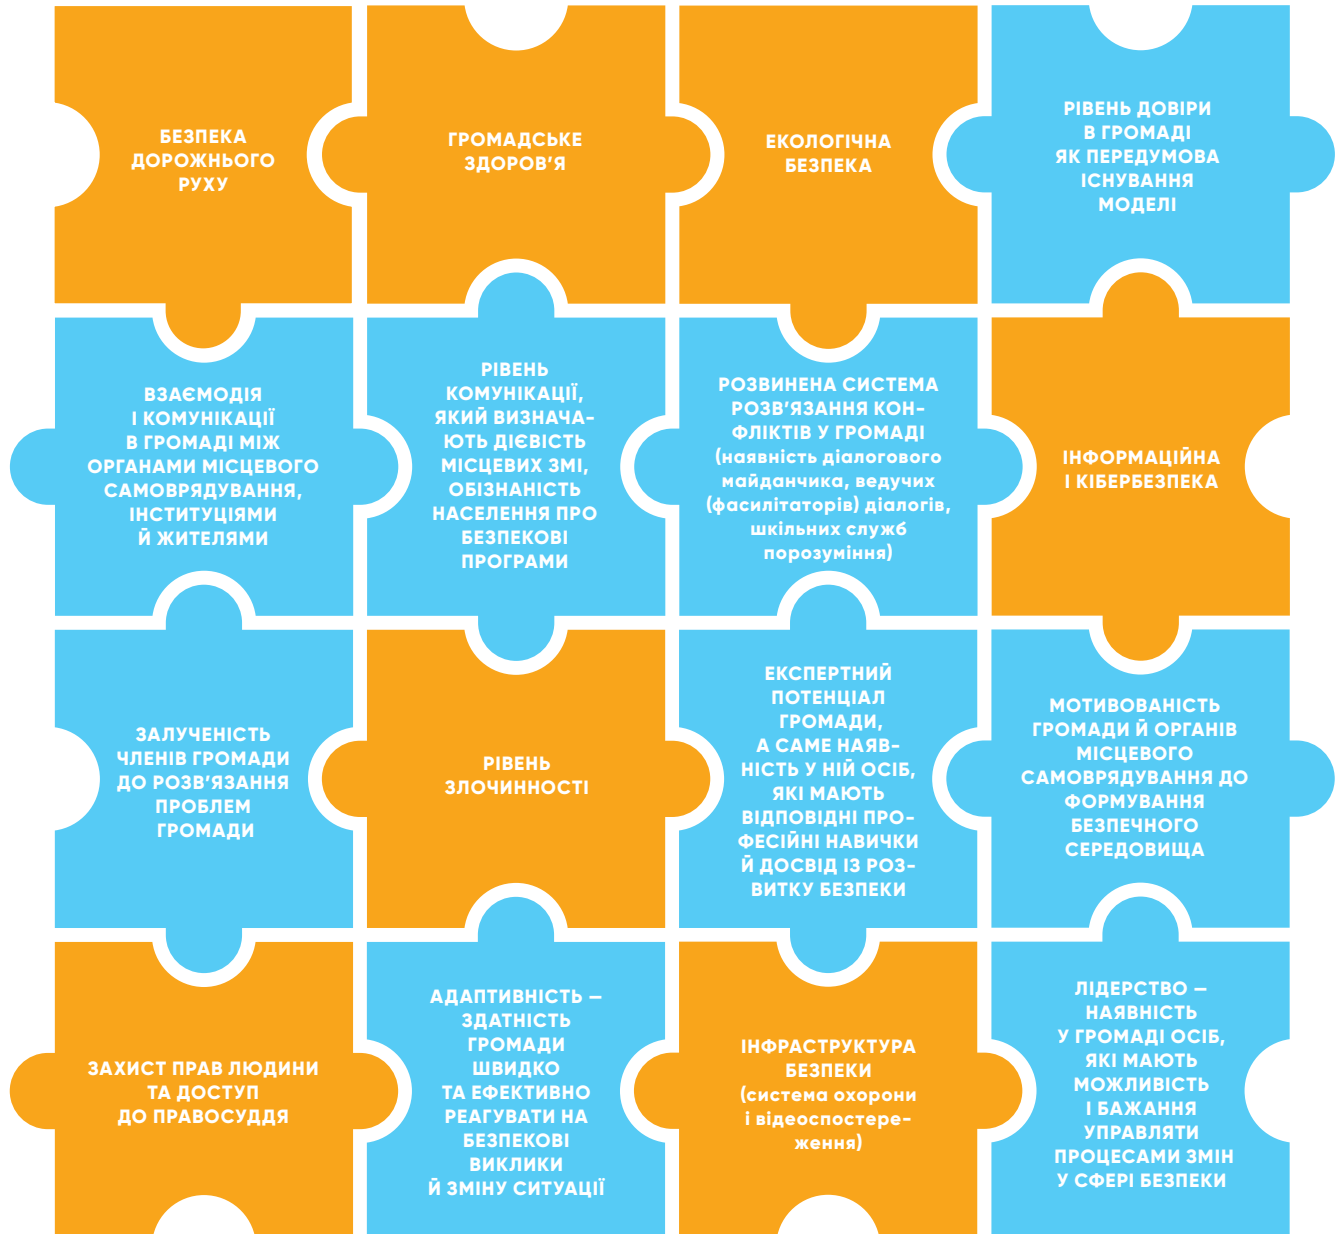 БЕЗПЕКА
ДОРОЖНЬОГО
РУХУ
ГРОМАДСЬКЕ
ЗДОРОВ’Я
ЕКОЛОГІЧНА
БЕЗПЕКА
РІВЕНЬ ДОВІРИ
В ГРОМАДІ
ЯК ПЕРЕДУМОВА
ІСНУВАННЯ
МОДЕЛІ
ВЗАЄМОДІЯ
І КОМУНІКАЦІЇ
В ГРОМАДІ МІЖ
ОРГАНАМИ МІСЦЕВОГО
САМОВРЯДУВАННЯ,
ІНСТИТУЦІЯМИ
Й ЖИТЕЛЯМИ
РІВЕНЬ
КОМУНІКАЦІЇ,
ЯКИЙ ВИЗНАЧА-
ЮТЬ ДІЄВІСТЬ
МІСЦЕВИХ ЗМІ,
ОБІЗНАНІСТЬ
НАСЕЛЕННЯ ПРО
БЕЗПЕКОВІ
ПРОГРАМИ
РОЗВИНЕНА СИСТЕМА
РОЗВ’ЯЗАННЯ КОН-
ФЛІКТІВ У ГРОМАДІ
(наявність діалогового
майданчика, ведучих
(фасилітаторів) діалогів,
шкільних служб
порозуміння)
ІНФОРМАЦІЙНА
І КІБЕРБЕЗПЕКА
ЗАЛУЧЕНІСТЬ
ЧЛЕНІВ ГРОМАДИ
ДО РОЗВ’ЯЗАННЯ
ПРОБЛЕМ
ГРОМАДИ
РІВЕНЬ
ЗЛОЧИННОСТІ
ЕКСПЕРТНИЙ
ПОТЕНЦІАЛ
ГРОМАДИ,
А САМЕ НАЯВ-
НІСТЬ У НІЙ ОСІБ,
ЯКІ МАЮТЬ
ВІДПОВІДНІ ПРО-
ФЕСІЙНІ НАВИЧКИ
Й ДОСВІД ІЗ РОЗ-
ВИТКУ БЕЗПЕКИ
МОТИВОВАНІСТЬ
ГРОМАДИ Й ОРГАНІВ
МІСЦЕВОГО
САМОВРЯДУВАННЯ ДО
ФОРМУВАННЯ
БЕЗПЕЧНОГО
СЕРЕДОВИЩА
ЗАХИСТ ПРАВ ЛЮДИНИ
ТА ДОСТУП
ДО ПРАВОСУДДЯ
АДАПТИВНІСТЬ —
ЗДАТНІСТЬ
ГРОМАДИ
ШВИДКО
ТА ЕФЕКТИВНО
РЕАГУВАТИ НА
БЕЗПЕКОВІ
ВИКЛИКИ
Й ЗМІНУ СИТУАЦІЇ
ІНФРАСТРУКТУРА
БЕЗПЕКИ
(система охорони
і відеоспостере-
ження)
ЛІДЕРСТВО —
НАЯВНІСТЬ
У ГРОМАДІ ОСІБ,
ЯКІ МАЮТЬ
МОЖЛИВІСТЬ
І БАЖАННЯ
УПРАВЛЯТИ
ПРОЦЕСАМИ ЗМІН
У СФЕРІ БЕЗПЕКИ